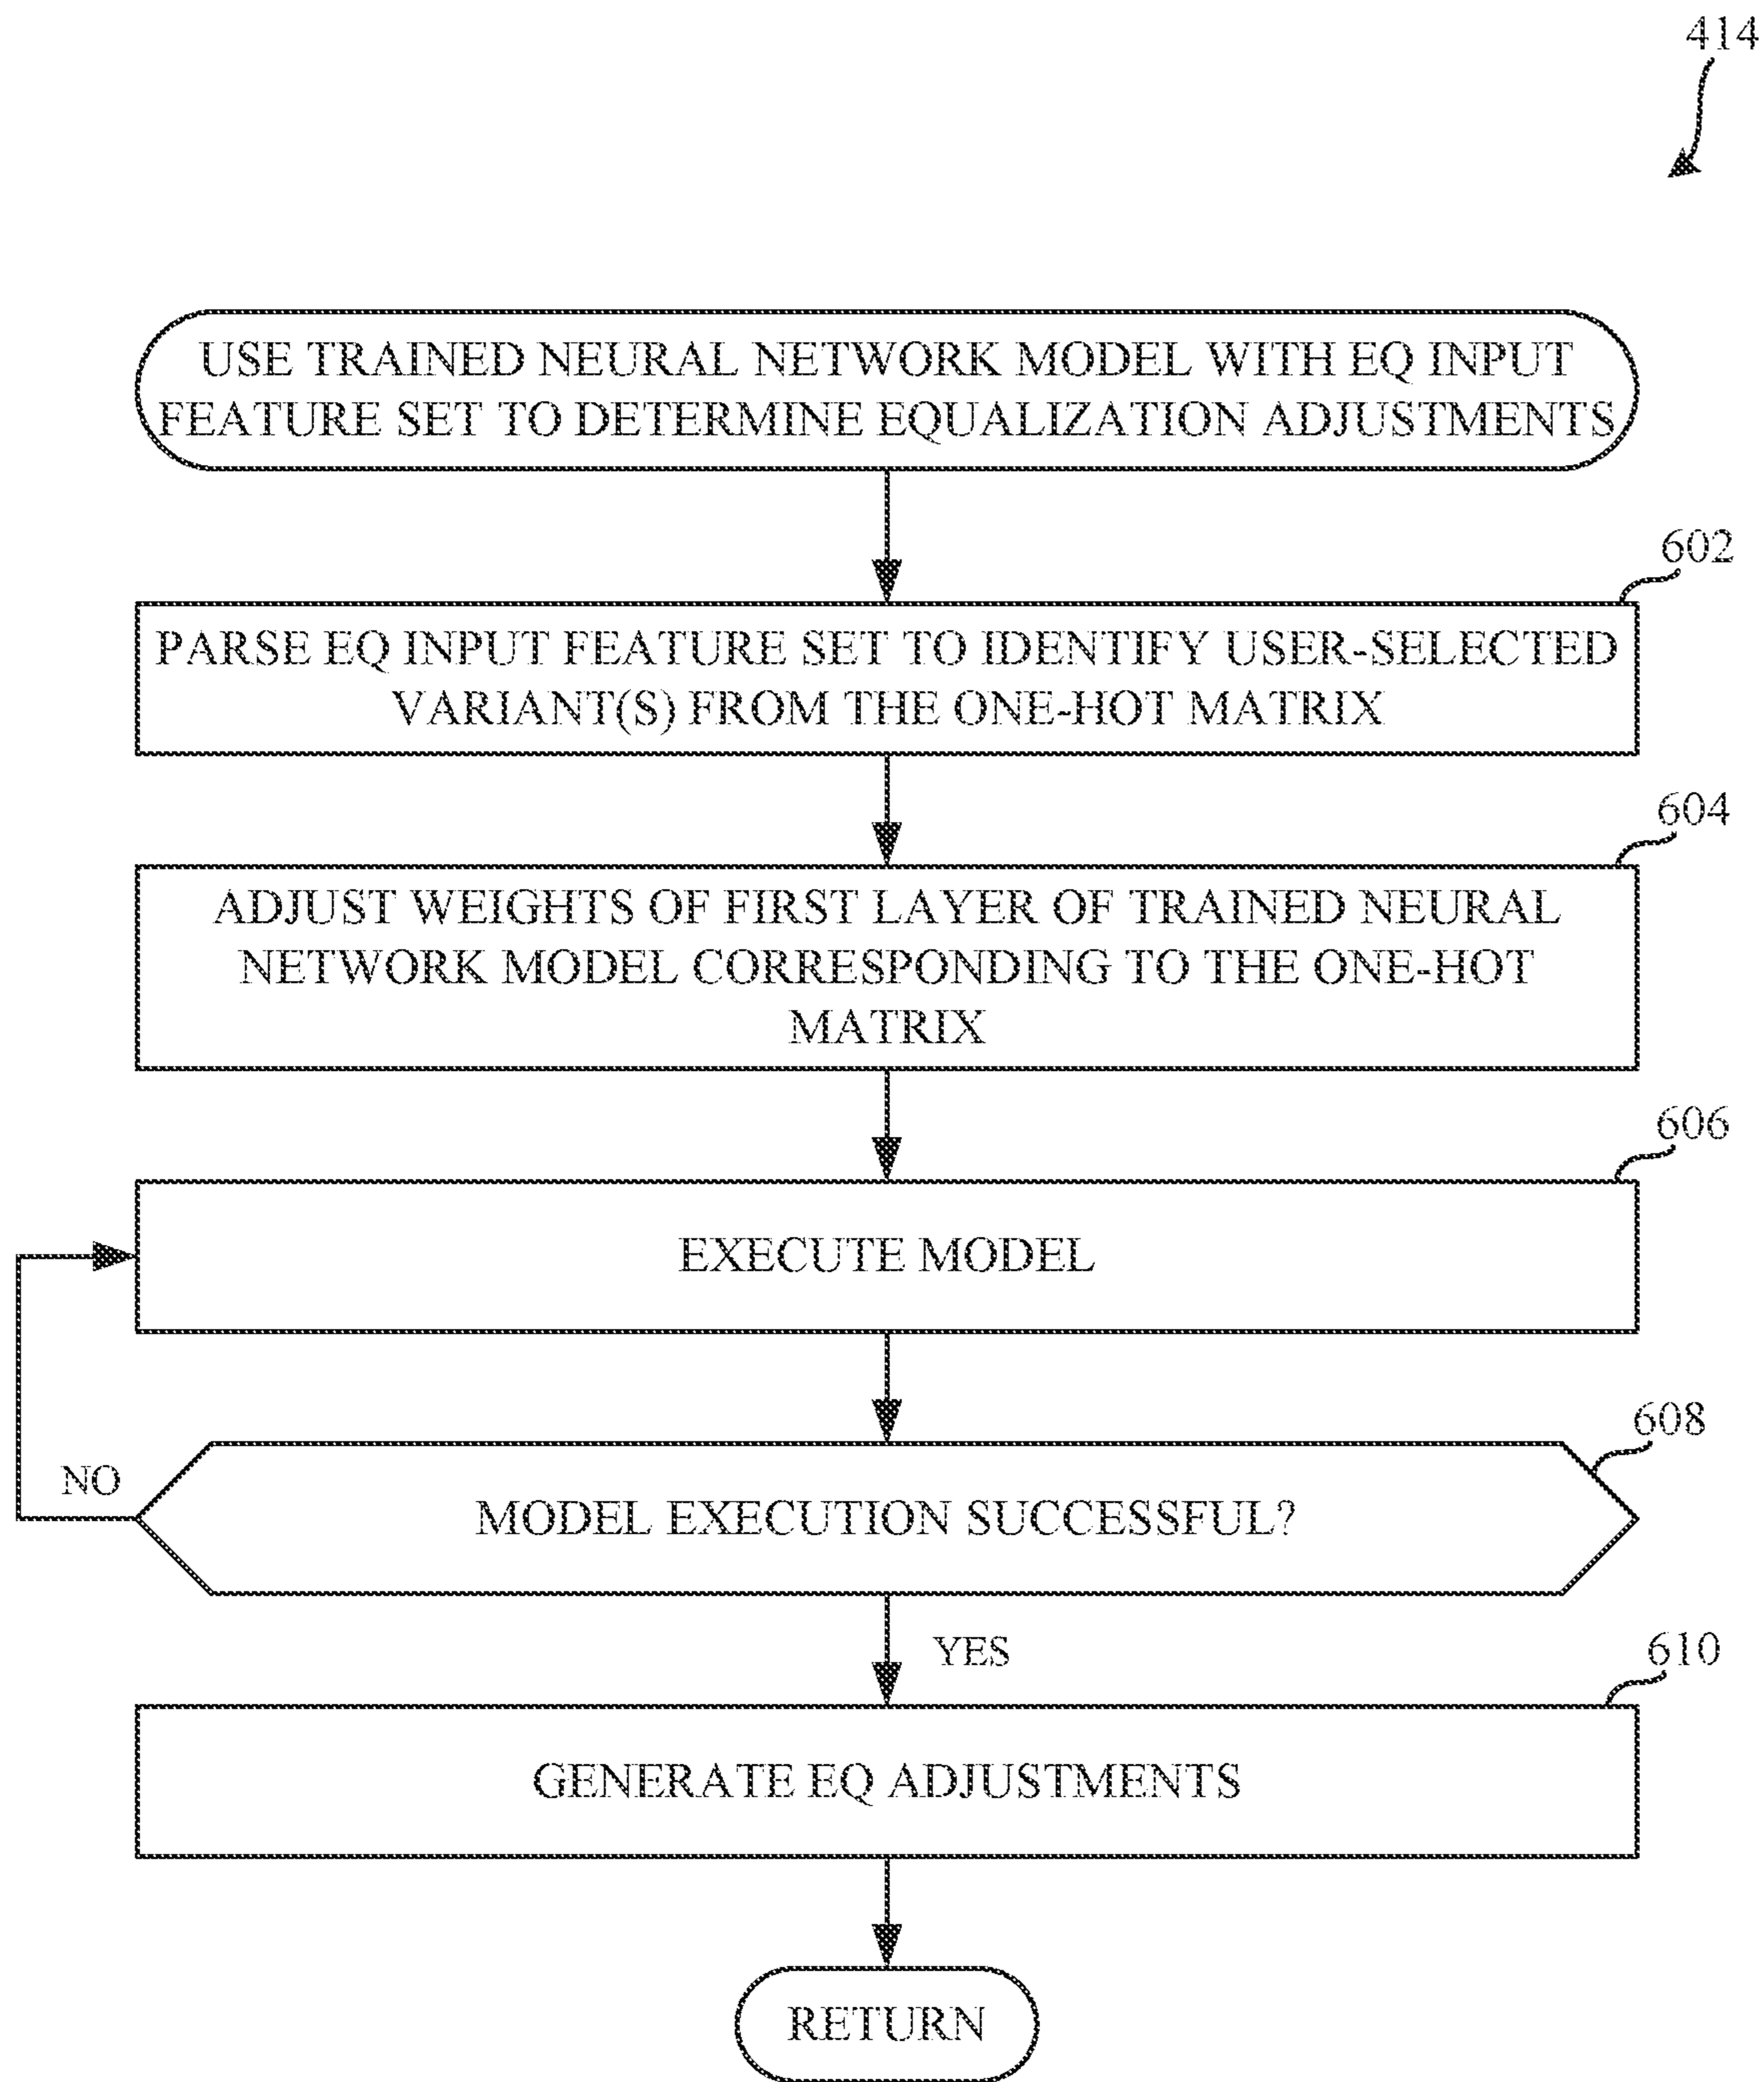 414
USE TRAINED NEURAL NETWORK MODEL WITH EQ INPUT
FEATURE SET TO DETERMINE EQUALIZATION ADJUSTMENTS
602
PARSE EQ INPUT FEATURE SET TO IDENTIFY USER-SELECTED
VARIANT(S) FROM THE ONE-HOT MATRIX
604
ADJUST WEIGHTS OF FIRST LAYER OF TRAINED NEURAL
NETWORK MODEL CORRESPONDING TO THE ONE-HOT
MATRIX
606
EXECUTE MODEL
608
NO
MODEL EXECUTION SUCCESSFUL?
YES
610
GENERATE EQ ADJUSTMENTS
RETURN